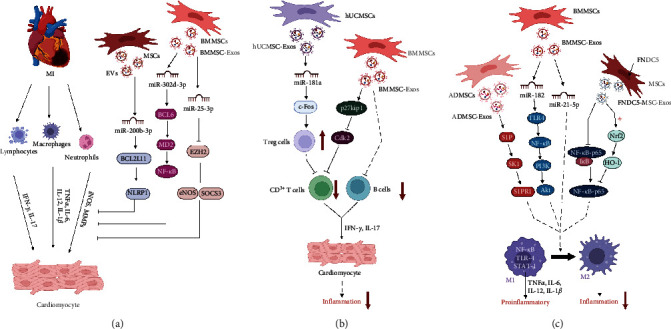 MI
Lymphocytes
Macrophages
Neutrophils
IFN-γ, IL-17
TNFα, IL-6
IL-12, IL-1β
iNOS, MMPs
Cardiomyocyte
MSCs
EVs
miR-200b-3p
BCL2L11
NLRP1
BMMSCs
BMMSC-Exos
miR-302d-3p
BCL6
MD2
NF-κB
miR-25-3p
EZH2
eNOS
SOCS3
(a)
hUCMSCs
hUCMSC-Exos
miR-181a
c-Fos
Treg cells
BMMSCs
BMMSC-Exos
p27kip1
Cdk2
CD3+ T cells
B cells
IFN-γ, IL-17
Cardiomyocyte
Inflammation
(b)
ADMSCs
ADMSC-Exos
S1P
SK1
S1PR1
BMMSCs
BMMSC-Exos
miR-182
TLR4
NF-κB
PI3K
Akt
miR-21-5p
FNDC5
MSCs
FNDC5-MSC-Exos
NF-κB-p65
IκB
NF-κB-p65
Nrf2
HO-1
NF-κB
TLR-4
M1
M2
TNFα, IL-6,
IL-12, IL-1β
Proinflammatory
Inflammation
(c)